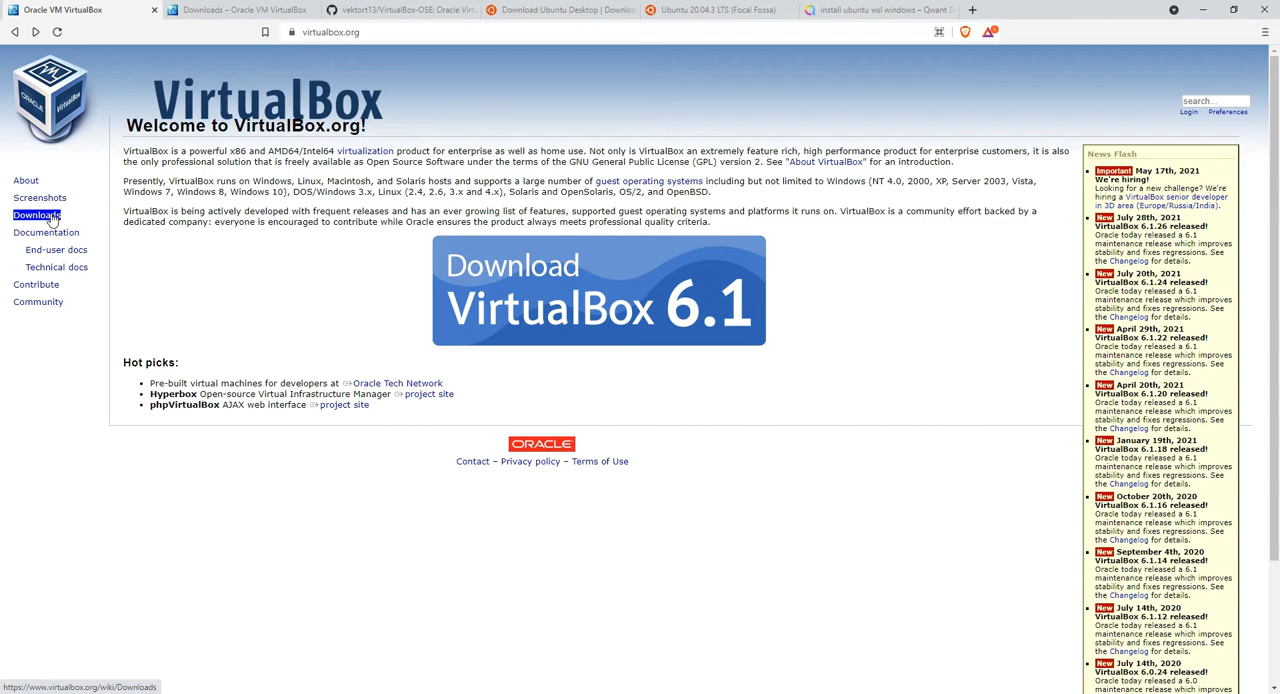 Oracle VM VirtualBox
Downloads – Oracle VM VirtualBox
vektort13/VirtualBox-OSE: Oracle Virt
Download Ubuntu Desktop | Downloa
Ubuntu 20.04.3 LTS (Focal Fossa)
install ubuntu wsl windows – Qwant S
virtualbox.org
ORACLE
VirtualBox
VirtualBox
search...
Login
Preferences
Welcome to VirtualBox.org!
VirtualBox is a powerful x86 and AMD64/Intel64 virtualization product for enterprise as well as home use. Not only is VirtualBox an extremely feature rich, high performance product for enterprise customers, it is also
the only professional solution that is freely available as Open Source Software under the terms of the GNU General Public License (GPL) version 2. See "About VirtualBox" for an introduction.
Presently, VirtualBox runs on Windows, Linux, Macintosh, and Solaris hosts and supports a large number of guest operating systems including but not limited to Windows (NT 4.0, 2000, XP, Server 2003, Vista,
Windows 7, Windows 8, Windows 10), DOS/Windows 3.x, Linux (2.4, 2.6, 3.x and 4.x), Solaris and OpenSolaris, OS/2, and OpenBSD.
VirtualBox is being actively developed with frequent releases and has an ever growing list of features, supported guest operating systems and platforms it runs on. VirtualBox is a community effort backed by a
dedicated company: everyone is encouraged to contribute while Oracle ensures the product always meets professional quality criteria.
About
Screenshots
Downloads
Documentation
End-user docs
Technical docs
Contribute
Community
Download
VirtualBox 6.1
Hot picks:
Pre-built virtual machines for developers at Oracle Tech Network
Hyperbox Open-source Virtual Infrastructure Manager project site
phpVirtualBox AJAX web interface project site
ORACLE
Contact – Privacy policy – Terms of Use
News Flash
Important May 17th, 2021
We're hiring!
Looking for a new challenge? We're
hiring a VirtualBox senior developer
in 3D area (Europe/Russia/India).
New July 28th, 2021
VirtualBox 6.1.26 released!
Oracle today released a 6.1
maintenance release which improves
stability and fixes regressions. See
the Changelog for details.
New July 20th, 2021
VirtualBox 6.1.24 released!
Oracle today released a 6.1
maintenance release which improves
stability and fixes regressions. See
the Changelog for details.
New April 29th, 2021
VirtualBox 6.1.22 released!
Oracle today released a 6.1
maintenance release which improves
stability and fixes regressions. See
the Changelog for details.
New April 20th, 2021
VirtualBox 6.1.20 released!
Oracle today released a 6.1
maintenance release which improves
stability and fixes regressions. See
the Changelog for details.
New January 19th, 2021
VirtualBox 6.1.18 released!
Oracle today released a 6.1
maintenance release which improves
stability and fixes regressions. See
the Changelog for details.
New October 20th, 2020
VirtualBox 6.1.16 released!
Oracle today released a 6.1
maintenance release which improves
stability and fixes regressions. See
the Changelog for details.
New September 4th, 2020
VirtualBox 6.1.14 released!
Oracle today released a 6.1
maintenance release which improves
stability and fixes regressions. See
the Changelog for details.
New July 14th, 2020
VirtualBox 6.1.12 released!
Oracle today released a 6.1
maintenance release which improves
stability and fixes regressions. See
the Changelog for details.
New July 14th, 2020
VirtualBox 6.0.24 released!
Oracle today released a 6.0
maintenance release which improves
https://www.virtualbox.org/wiki/Downloads